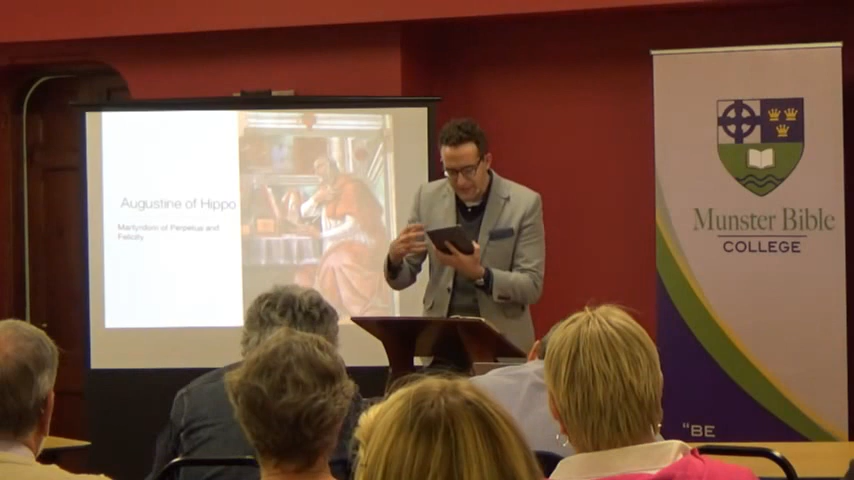 Augustine of Hippo
Martyrdom of Perpetua and
Felicity
Munster Bible
COLLEGE
"BE